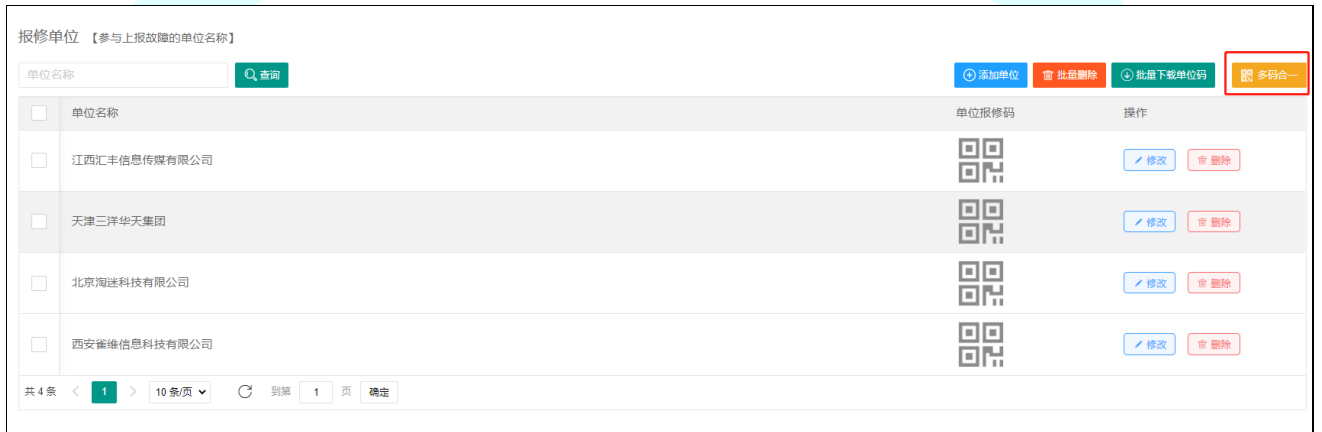 报修单位 【参与上报故障的单位名称】
单位名称 查询 添加单位 批量删除 批量下载单位码 多码合一
单位名称 单位报修码 操作
江西汇丰信息传媒有限公司 修改 删除
天津三洋华天集团 修改 删除
北京淘迷科技有限公司 修改 删除
西安雀维信息科技有限公司 修改 删除
共 4 条 1 10 条/页 到第 1 页 确定